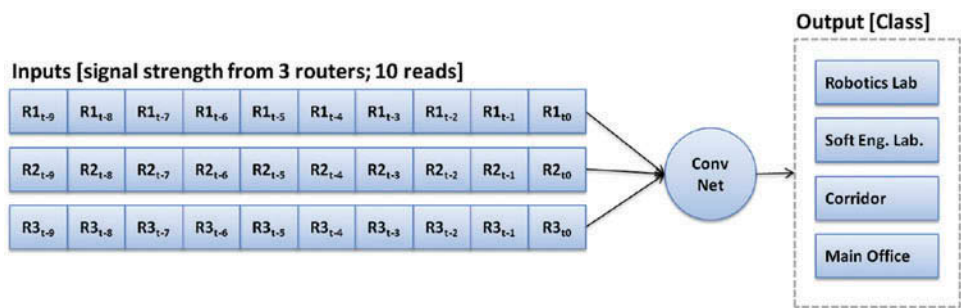 Output [Class]
Inputs [signal strength from 3 routers; 10 reads]
R1t-9 R1t-8 R1t-7 R1t-6 R1t-5 R1t-4 R1t-3 R1t-2 R1t-1 R1t0
R2t-9 R2t-8 R2t-7 R2t-6 R2t-5 R2t-4 R2t-3 R2t-2 R2t-1 R2t0
R3t-9 R3t-8 R3t-7 R3t-6 R3t-5 R3t-4 R3t-3 R3t-2 R3t-1 R3t0
Conv
Net
Robotics Lab
Soft Eng. Lab.
Corridor
Main Office